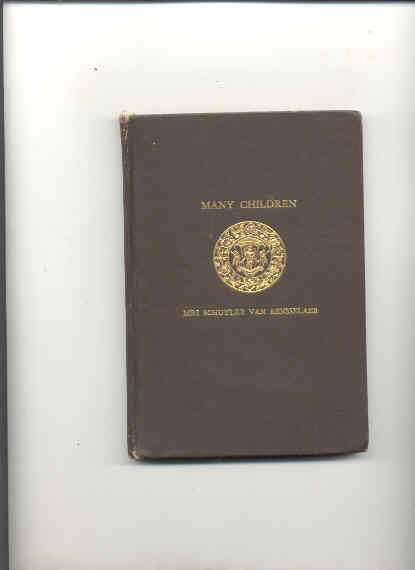 MANY CHILDREN
MRS SCHUYLER VAN RENSSELAER